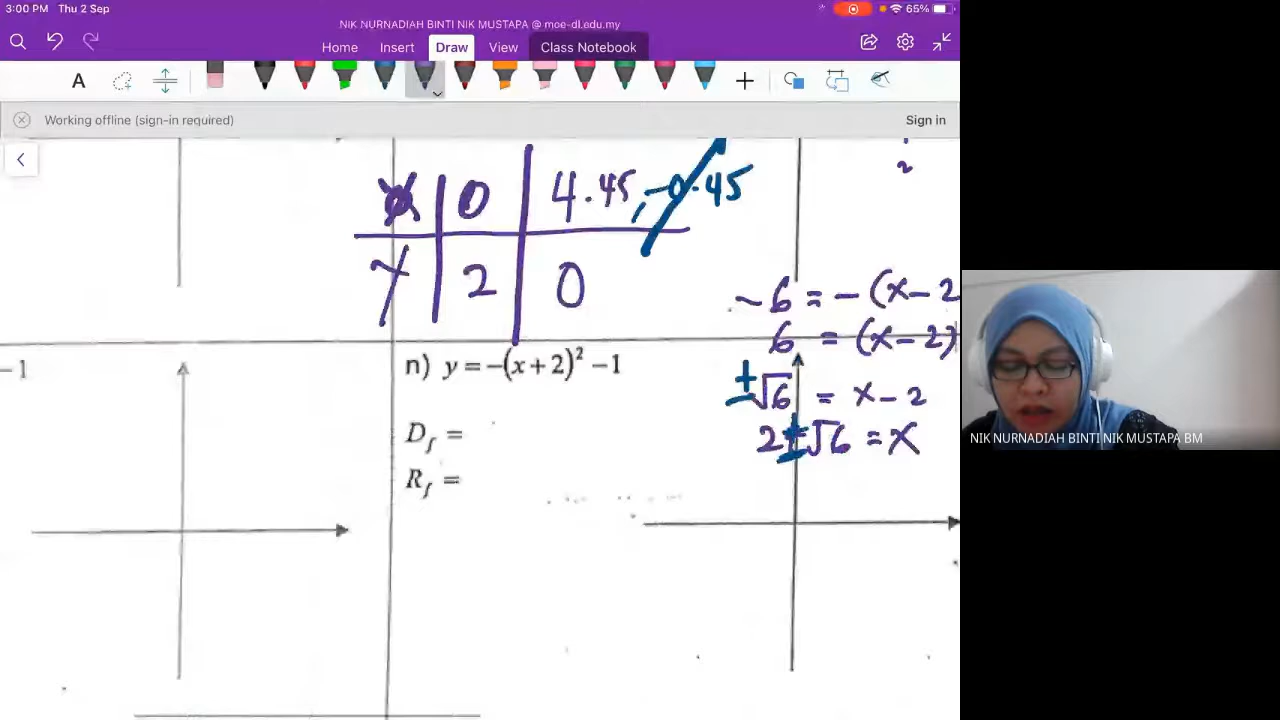 3:00 PM Thu 2 Sep
65%
NIK NURNADIAH BINTI NIK MUSTAPA @ moe-dl.edu.my
Home Insert Draw View Class Notebook
A
Working offline (sign-in required) Sign in
2
x 0 4.45, -0.45
y 2 0
-6 = -(x-2
6 = (x-2)
±√6 = x-2
2±√6 = x
-1
n) y = -(x+2)² -1
D_f =
R_f =
NIK NURNADIAH BINTI NIK MUSTAPA BM